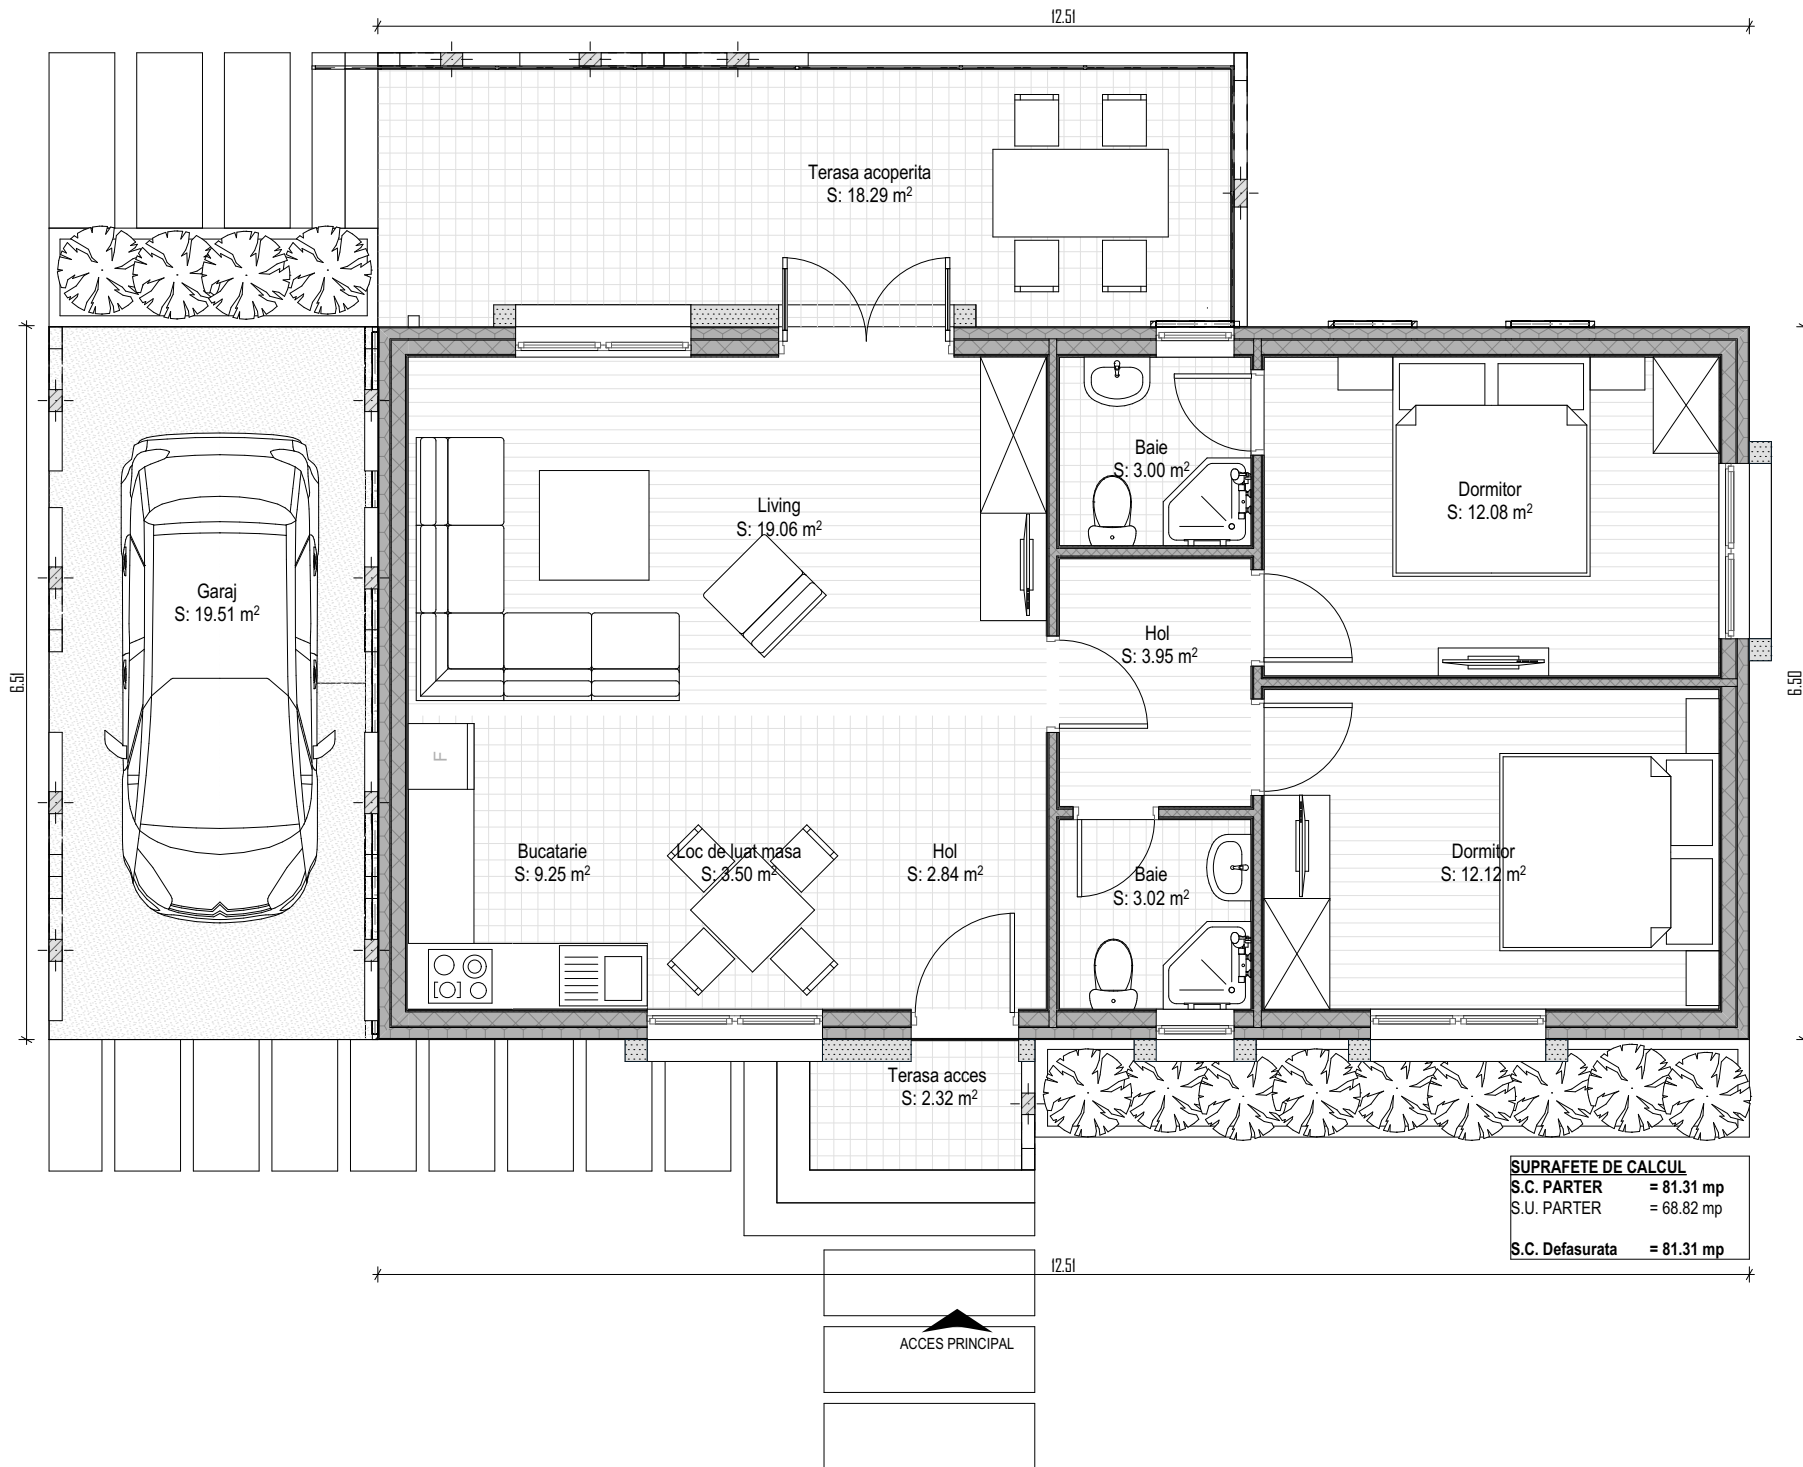 12.51
Terasa acoperita
S: 18.29 m²
Baie
S: 3.00 m²
Dormitor
S: 12.08 m²
Living
S: 19.06 m²
Garaj
S: 19.51 m²
Hol
S: 3.95 m²
6.51
6.50
F
Bucatarie
S: 9.25 m²
Loc de luat masa
S: 3.50 m²
Hol
S: 2.84 m²
Baie
S: 3.02 m²
Dormitor
S: 12.12 m²
Terasa acces
S: 2.32 m²
SUPRAFETE DE CALCUL
S.C. PARTER = 81.31 mp
S.U. PARTER = 68.82 mp
S.C. Defasurata = 81.31 mp
12.51
ACCES PRINCIPAL